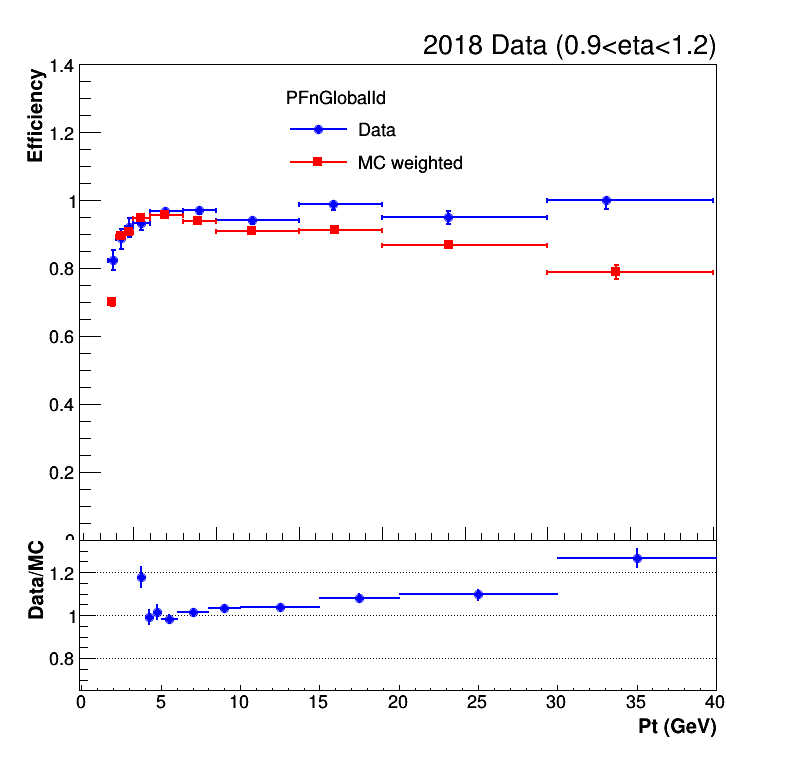 2018 Data (0.9<eta<1.2)
Efficiency
1.4
1.2
1
0.8
0.6
0.4
0.2
0
PFnGlobalId
Data
MC weighted
Data/MC
1.2
1
0.8
0 5 10 15 20 25 30 35 40
Pt (GeV)